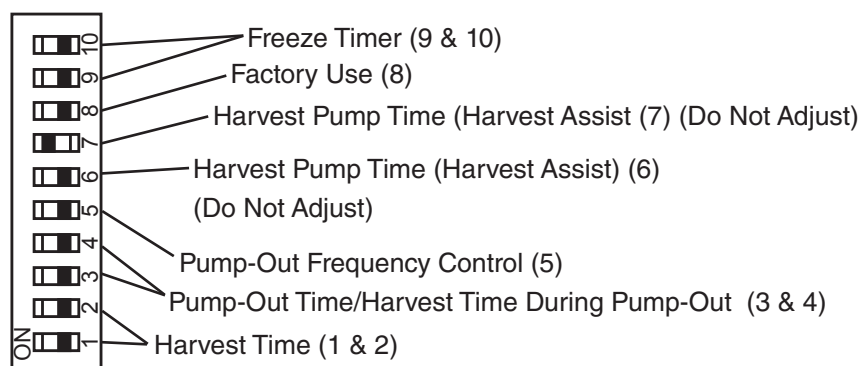 10
Freeze Timer (9 & 10)
9
Factory Use (8)
8
Harvest Pump Time (Harvest Assist (7) (Do Not Adjust)
7
Harvest Pump Time (Harvest Assist) (6)
6
(Do Not Adjust)
5
4
Pump-Out Frequency Control (5)
3
Pump-Out Time/Harvest Time During Pump-Out (3 & 4)
2
ON
1
Harvest Time (1 & 2)